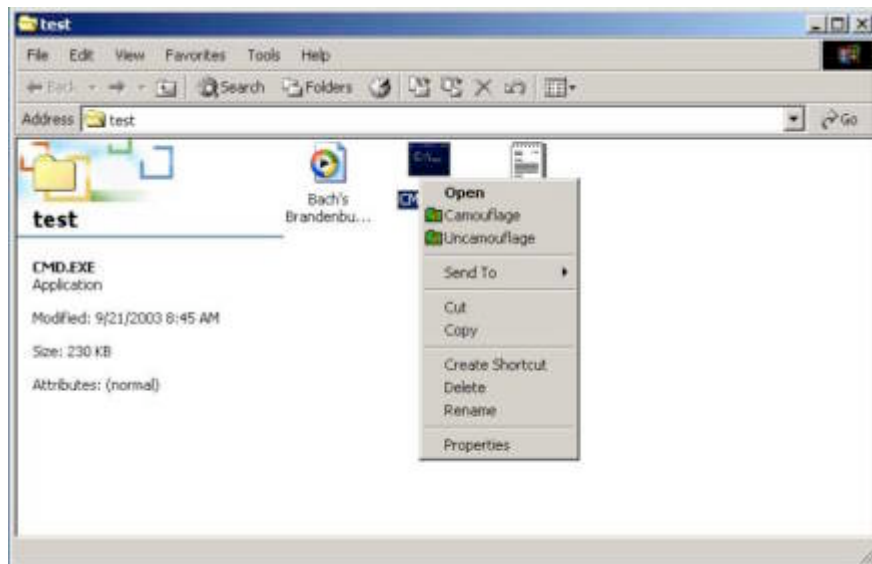 test
File Edit View Favorites Tools Help
Back Search Folders
Address test Go
test
CMD.EXE
Application
Modified: 9/21/2003 8:45 AM
Size: 230 KB
Attributes: (normal)
Bach's
Brandenbu...
C:\
CM
Open
Camouflage
Uncamouflage
Send To
Cut
Copy
Create Shortcut
Delete
Rename
Properties